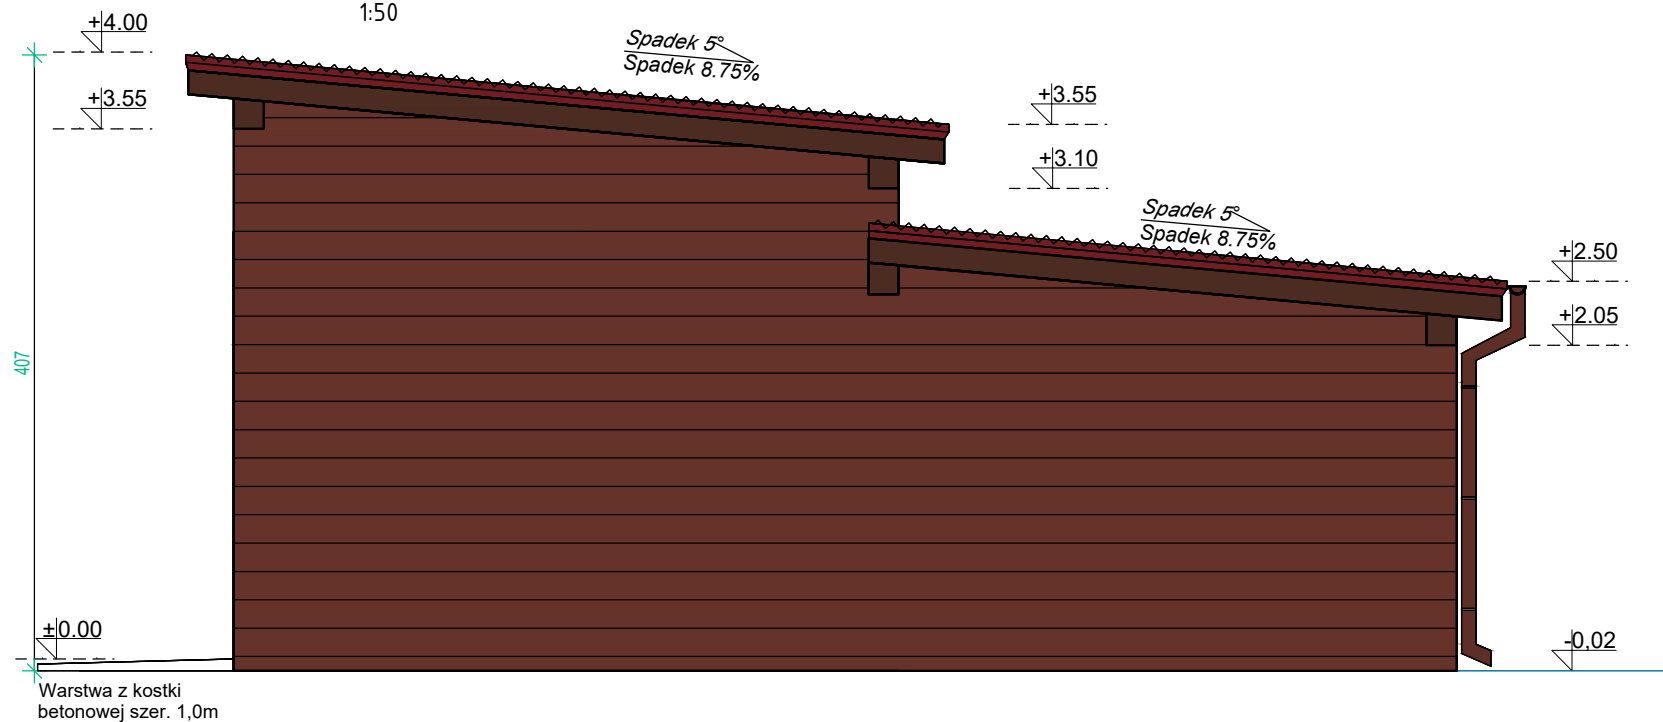 1:50
+4.00
Spadek 5°
Spadek 8.75%
+3.55
+3.55
+3.10
Spadek 5°
Spadek 8.75%
+2.50
+2.05
407
±0.00
-0,02
Warstwa z kostki
betonowej szer. 1,0m